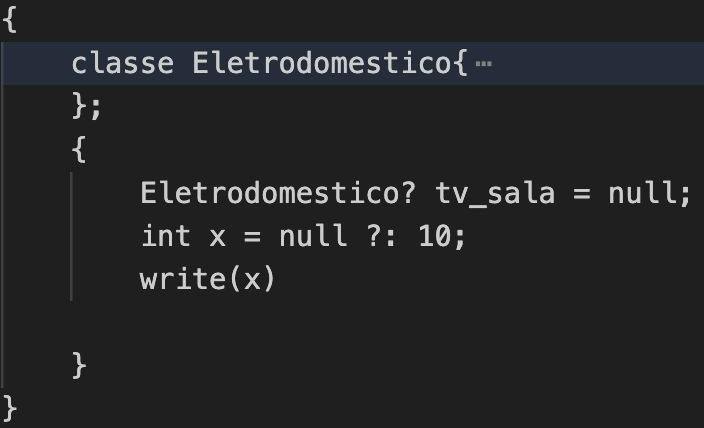 {
classe Eletrodomestico{ ⋯
};
{
Eletrodomestico? tv_sala = null;
int x = null ?: 10;
write(x)
}
}